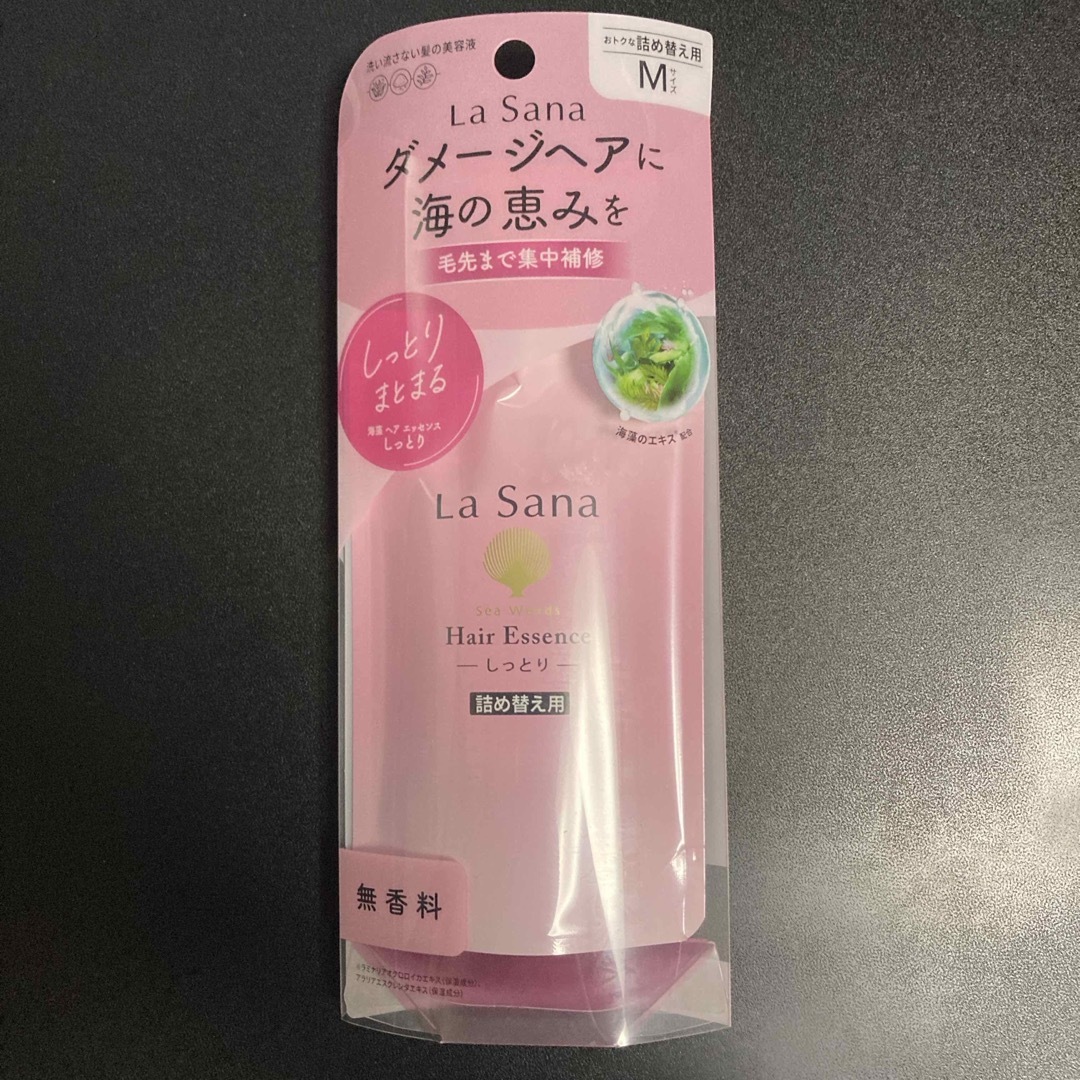 洗い流さない髪の美容液
おトクな詰め替え用
Mサイズ
La Sana
ダメージヘアに
海の恵みを
毛先まで集中補修
しっとり
まとまる
海藻 ヘア エッセンス
しっとり
海藻のエキス 配合
La Sana
Sea Weeds
Hair Essence
しっとり
詰め替え用
無香料